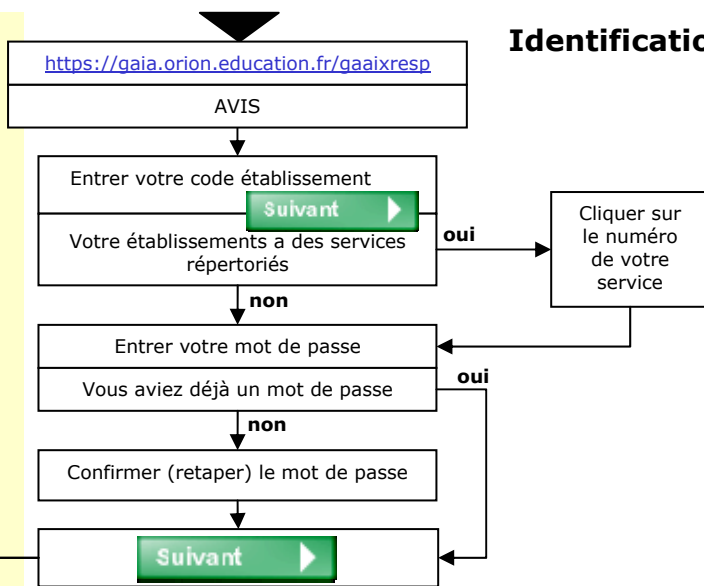 Identificatio
https://gaia.orion.education.fr/gaaixresp
AVIS
Entrer votre code établissement
Suivant
Votre établissements a des services
répertoriés
oui
Cliquer sur
le numéro
de votre
service
non
Entrer votre mot de passe
Vous aviez déjà un mot de passe
oui
non
Confirmer (retaper) le mot de passe
Suivant